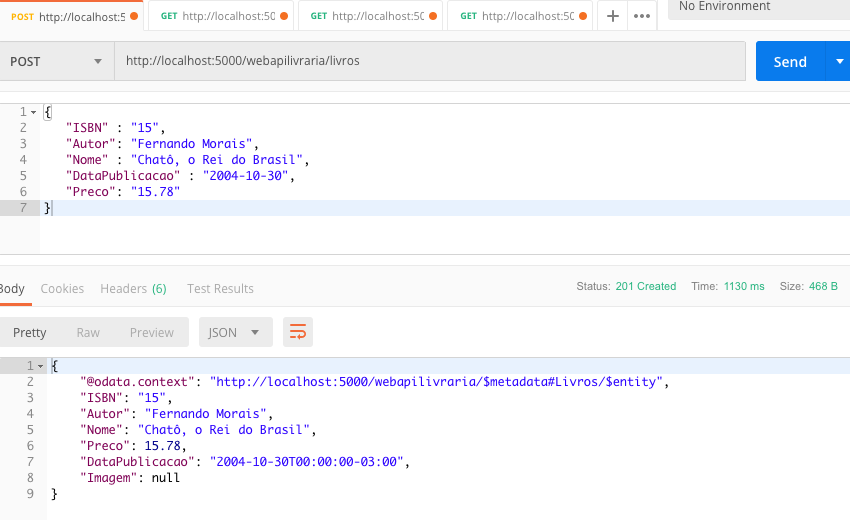 POST http://localhost:5 GET http://localhost:50 GET http://localhost:50 GET http://localhost:50 + ••• No Environment
POST http://localhost:5000/webapilivraria/livros Send
1 {
2 "ISBN" : "15",
3 "Autor": "Fernando Morais",
4 "Nome" : "Chatô, o Rei do Brasil",
5 "DataPublicacao" : "2004-10-30",
6 "Preco": "15.78"
7 }
Body Cookies Headers (6) Test Results Status: 201 Created Time: 1130 ms Size: 468 B
Pretty Raw Preview JSON
1 {
2 "@odata.context": "http://localhost:5000/webapilivraria/$metadata#Livros/$entity",
3 "ISBN": "15",
4 "Autor": "Fernando Morais",
5 "Nome": "Chatô, o Rei do Brasil",
6 "Preco": 15.78,
7 "DataPublicacao": "2004-10-30T00:00:00-03:00",
8 "Imagem": null
9 }